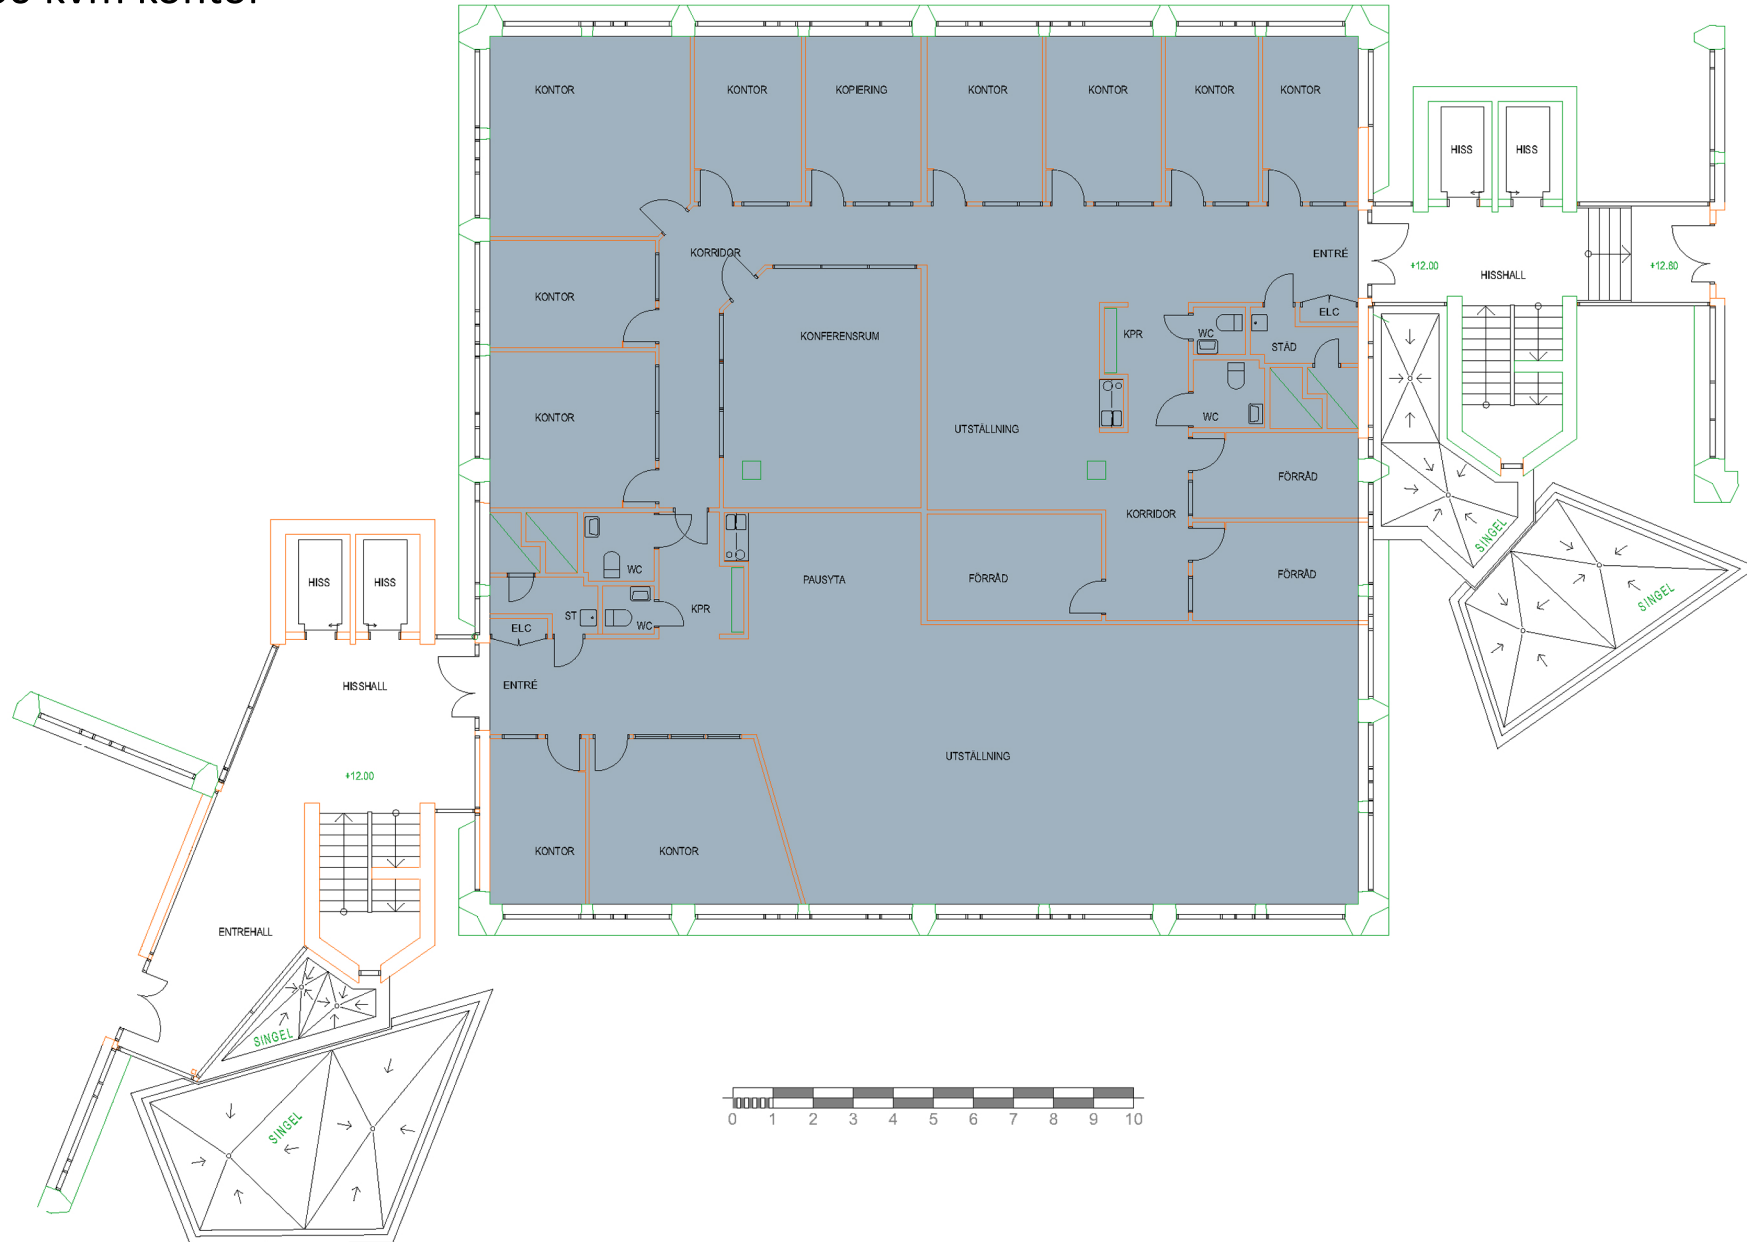 kvm kontor
KONTOR
KONTOR
KOPIERING
KONTOR
KONTOR
KONTOR
KONTOR
HISS
HISS
KORRIDOR
ENTRÉ
+12.00
HISSHALL
+12.60
KONTOR
KONFERENSRUM
KPR
WC
ELC
STÄD
KONTOR
WC
UTSTÄLLNING
FÖRRÅD
KORRIDOR
SINGEL
HISS
HISS
WC
PAUSYTA
FÖRRÅD
FÖRRÅD
SINGEL
KPR
ST
WC
ELC
HISSHALL
ENTRÉ
UTSTÄLLNING
+12.00
KONTOR
KONTOR
ENTREHALL
SINGEL
SINGEL
0 1 2 3 4 5 6 7 8 9 10